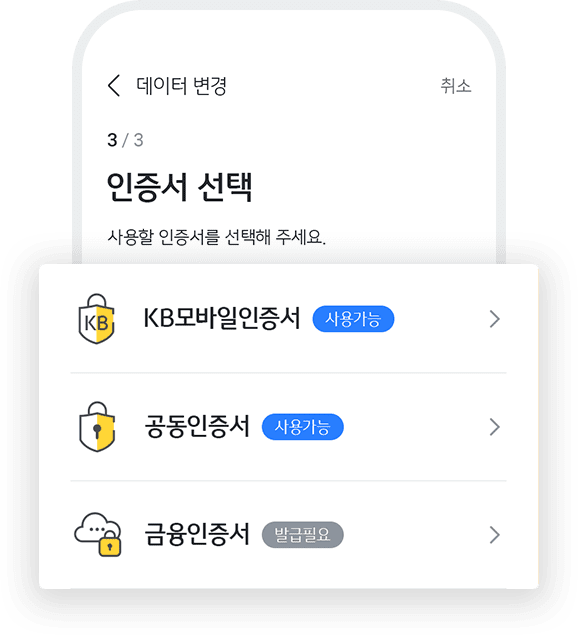 데이터 변경 취소
3 / 3
인증서 선택
사용할 인증서를 선택해 주세요.
KB KB모바일인증서 사용가능
공동인증서 사용가능
금융인증서 발급필요